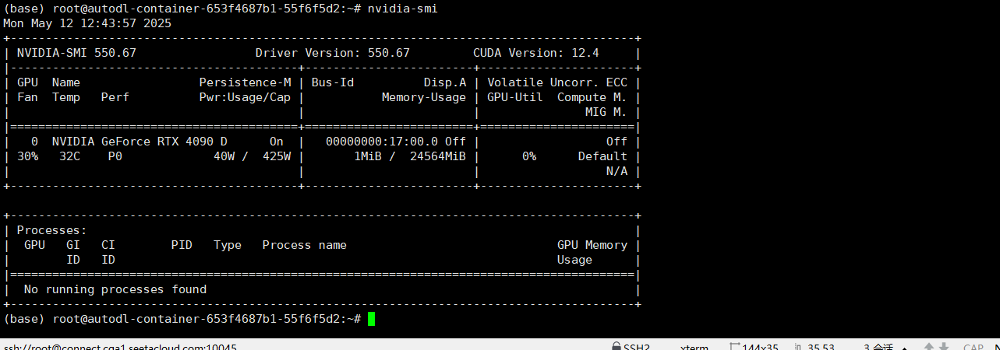 (base) root@autodl-container-653f4687b1-55f6f5d2:~# nvidia-smi
Mon May 12 12:43:57 2025
+-----------------------------------------------------------------------------------------+
| NVIDIA-SMI 550.67                 Driver Version: 550.67         CUDA Version: 12.4     |
|-----------------------------------------+------------------------+----------------------+
| GPU  Name                 Persistence-M | Bus-Id          Disp.A | Volatile Uncorr. ECC |
| Fan  Temp   Perf          Pwr:Usage/Cap |           Memory-Usage | GPU-Util  Compute M. |
|                                         |                        |               MIG M. |
|=========================================+========================+======================|
|   0  NVIDIA GeForce RTX 4090 D      On  |   00000000:17:00.0 Off |                  Off |
| 30%   32C    P0             40W /  425W |       1MiB /  24564MiB |      0%      Default |
|                                         |                        |                  N/A |
+-----------------------------------------+------------------------+----------------------+

+-----------------------------------------------------------------------------------------+
| Processes:                                                                              |
|  GPU   GI   CI        PID   Type   Process name                              GPU Memory |
|        ID   ID                                                               Usage      |
|=========================================================================================|
|  No running processes found                                                             |
+-----------------------------------------------------------------------------------------+
(base) root@autodl-container-653f4687b1-55f6f5d2:~#
ssh://root@connect.cqa1.seetacloud.com:10045 SSH2 xterm 144x35 35,53 3 会话 CAP